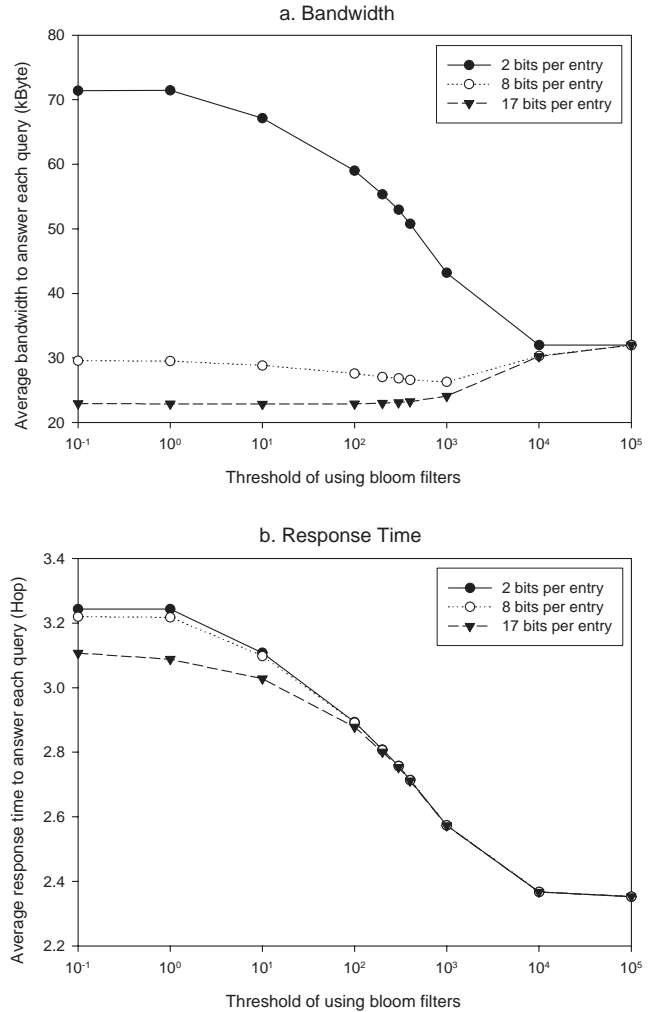 a. Bandwidth
Average bandwidth to answer each query (kByte)
80
70
60
50
40
30
20
2 bits per entry
8 bits per entry
17 bits per entry
10⁻¹ 10⁰ 10¹ 10² 10³ 10⁴ 10⁵
Threshold of using bloom filters
b. Response Time
Average response time to answer each query (Hop)
3.4
3.2
3.0
2.8
2.6
2.4
2.2
2 bits per entry
8 bits per entry
17 bits per entry
10⁻¹ 10⁰ 10¹ 10² 10³ 10⁴ 10⁵
Threshold of using bloom filters